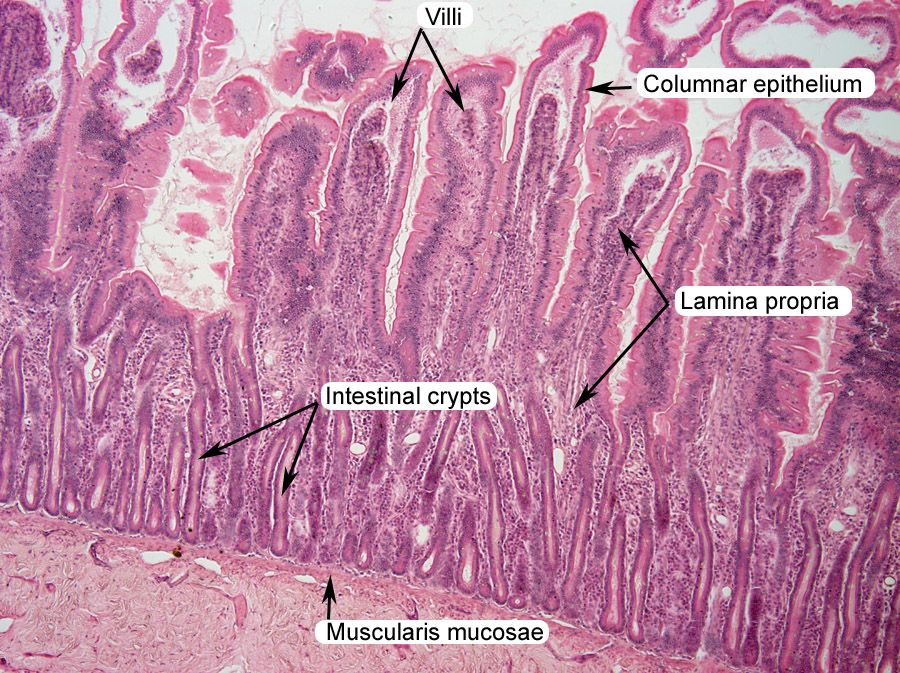 Villi
Columnar epithelium
Lamina propria
Intestinal crypts
Muscularis mucosae